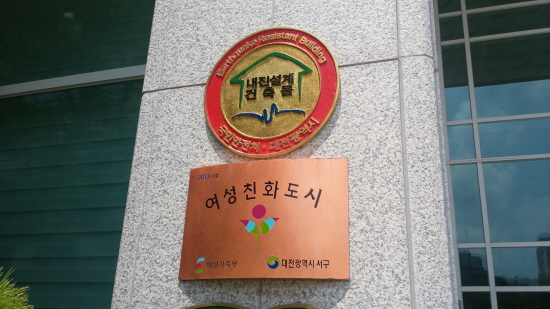 Earthquake Resistant Building
내진설계
건축물
국민안전처 · 대전광역시
여성친화도시
여성가족부
대전광역시 서구